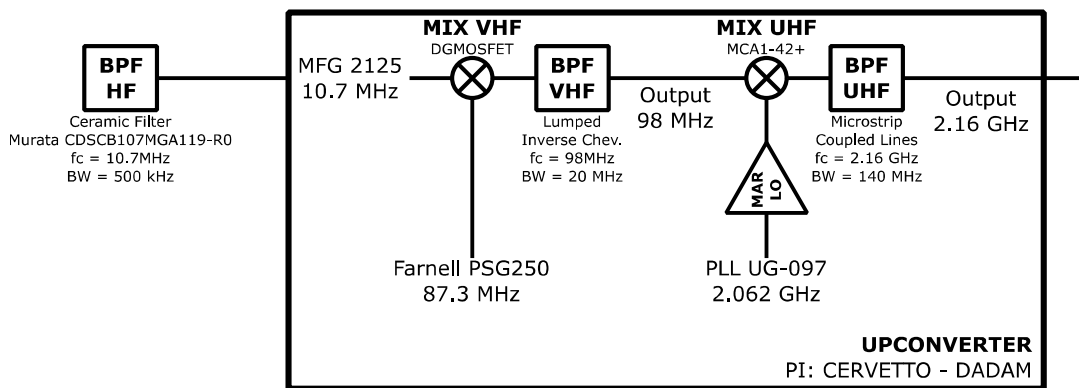 BPF
HF
Ceramic Filter
Murata CDSCB107MGA119-R0
fc = 10.7MHz
BW = 500 kHz
MFG 2125
10.7 MHz
MIX VHF
DGMOSFET
Farnell PSG250
87.3 MHz
BPF
VHF
Lumped
Inverse Chev.
fc = 98MHz
BW = 20 MHz
Output
98 MHz
MIX UHF
MCA1-42+
MAR
LO
PLL UG-097
2.062 GHz
BPF
UHF
Microstrip
Coupled Lines
fc = 2.16 GHz
BW = 140 MHz
Output
2.16 GHz
UPCONVERTER
PI: CERVETTO - DADAM